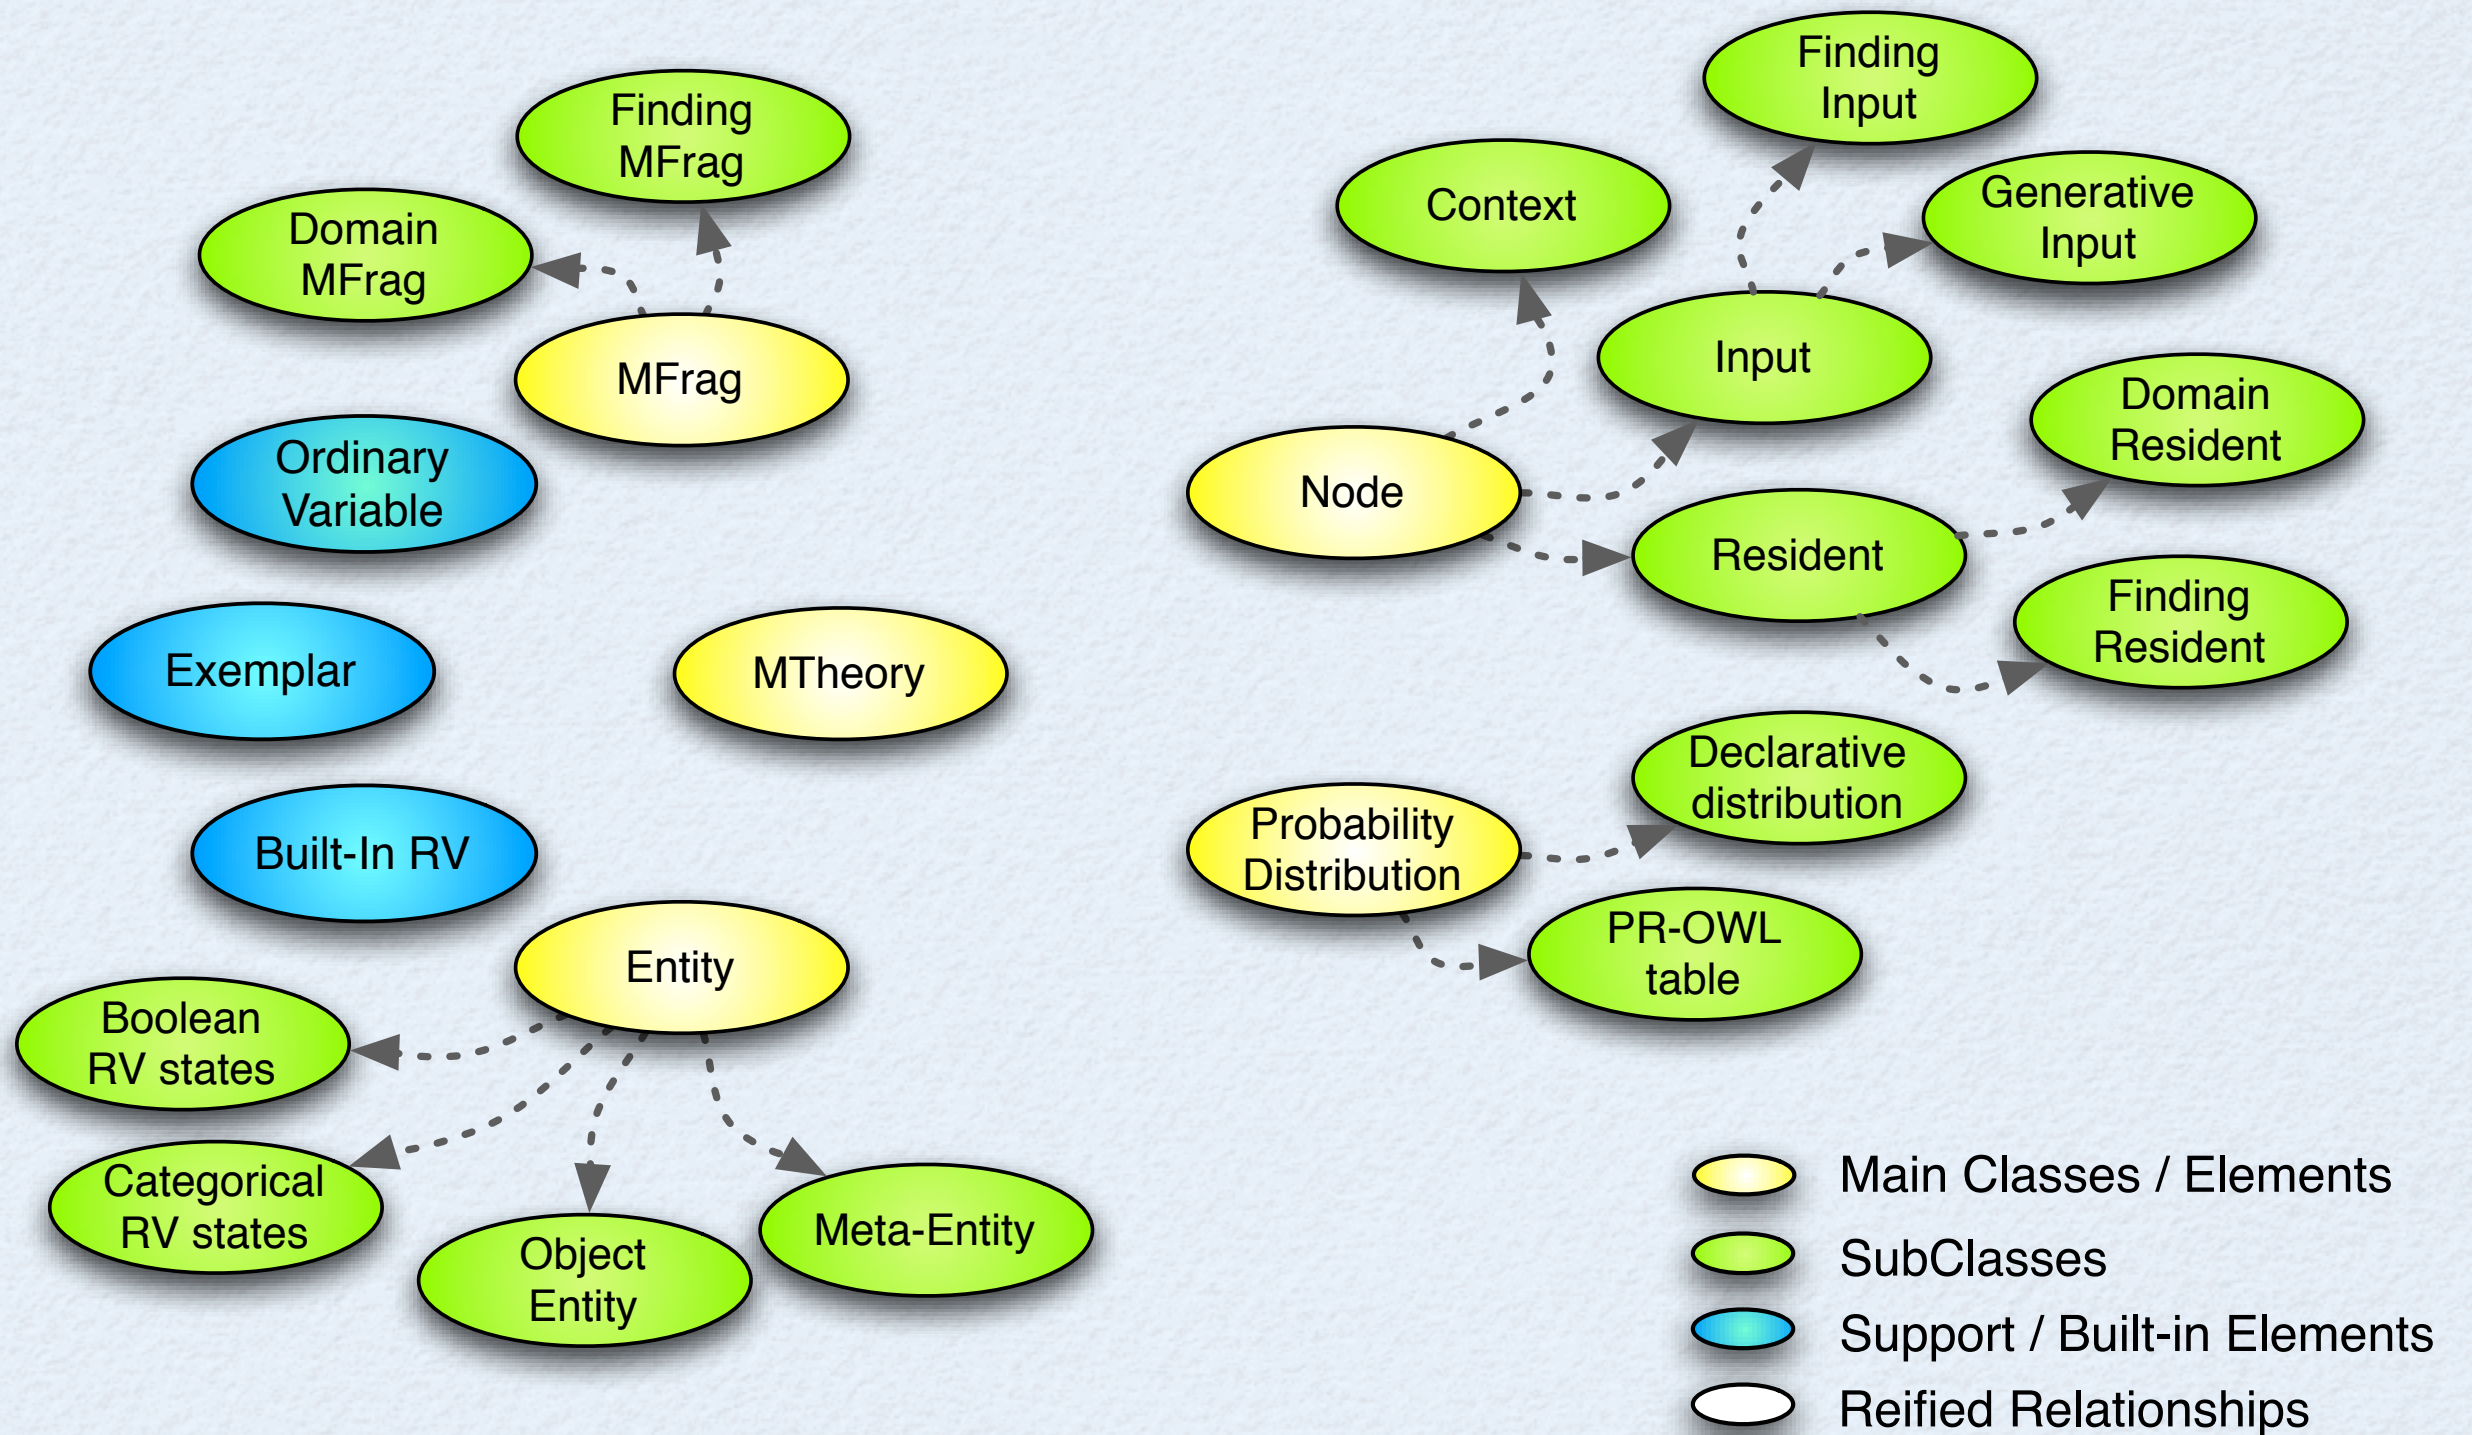 Finding
MFrag
Domain
MFrag
MFrag
Ordinary
Variable
Exemplar
MTheory
Built-In RV
Entity
Boolean
RV states
Categorical
RV states
Object
Entity
Meta-Entity
Finding
Input
Context
Generative
Input
Input
Node
Domain
Resident
Resident
Finding
Resident
Declarative
distribution
Probability
Distribution
PR-OWL
table
Main Classes / Elements
SubClasses
Support / Built-in Elements
Reified Relationships